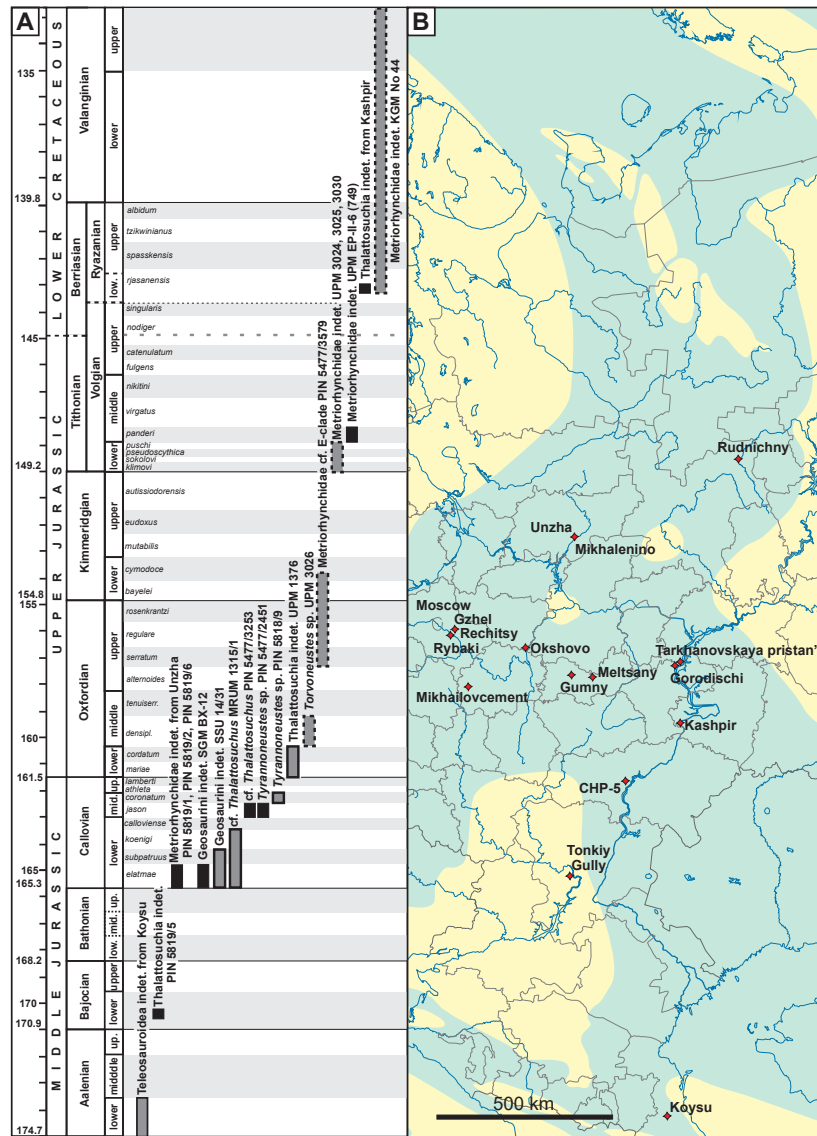 A
B
LOWER CRETACEOUS
UPPER JURASSIC
MIDDLE JURASSIC
135
139.8
145
149.2
154.8
155
160
161.5
165
165.3
168.2
170
170.9
174.7
Valanginian
upper
lower
Berriasian
Ryazanian
upper
low.
albidum
tzikwinianus
spasskensis
rjasanensis
Tithonian
Volgian
upper
middle
lower
singularis
nodiger
catenulatum
fulgens
nikitini
virgatus
panderi
puschi
pseudoscythica
sokolovi
klimovi
Kimmeridgian
upper
lower
autissiodorensis
eudoxus
mutabilis
cymodoce
bayelei
Oxfordian
upper
middle
lower
rosenkrantzi
regulare
serratum
alternoides
tenuiserr.
densipl.
cordatum
mariae
Callovian
up.
mid.
lower
lamberti
athleta
coronatum
jason
calloviense
koenigi
subpatruus
elatmae
Bathonian
up.
mid.
low.
Bajocian
upper
lower
Aalenian
up.
midddle
lower
Teleosauroidea indet. from Koysu
Thalattosuchia indet.
PIN 5819/5
Metriorhynchidae indet. from Unzha
PIN 5819/1, PIN 5819/2, PIN 5819/6
Geosaurini indet. SGM BX-12
Geosaurini indet. SSU 14/31
cf. Thalattosuchus MRUM 1315/1
cf. Thalattosuchus PIN 5477/3253
Tyrannoneustes sp. PIN 5477/2451
Tyrannoneustes sp. PIN 5818/9
Thalattosuchia indet. UPM 1376
Torvoneustes sp. UPM 3026
Metriorhynchidae cf. E-clade PIN 5477/3579
Metriorhynchidae indet. UPM 3024, 3025, 3030
Metriorhynchidae indet. UPM EP-II-6 (749)
Thalattosuchia indet. from Kashpir
Metriorhynchidae indet. KGM No 44
Rudnichny
Unzha
Mikhalenino
Moscow
Gzhel
Rechitsy
Rybaki
Okshovo
Tarkhanovskaya pristan'
Meltsany
Gorodischi
Gumny
Mikhailovcement
Kashpir
CHP-5
Tonkiy
Gully
500 km
Koysu